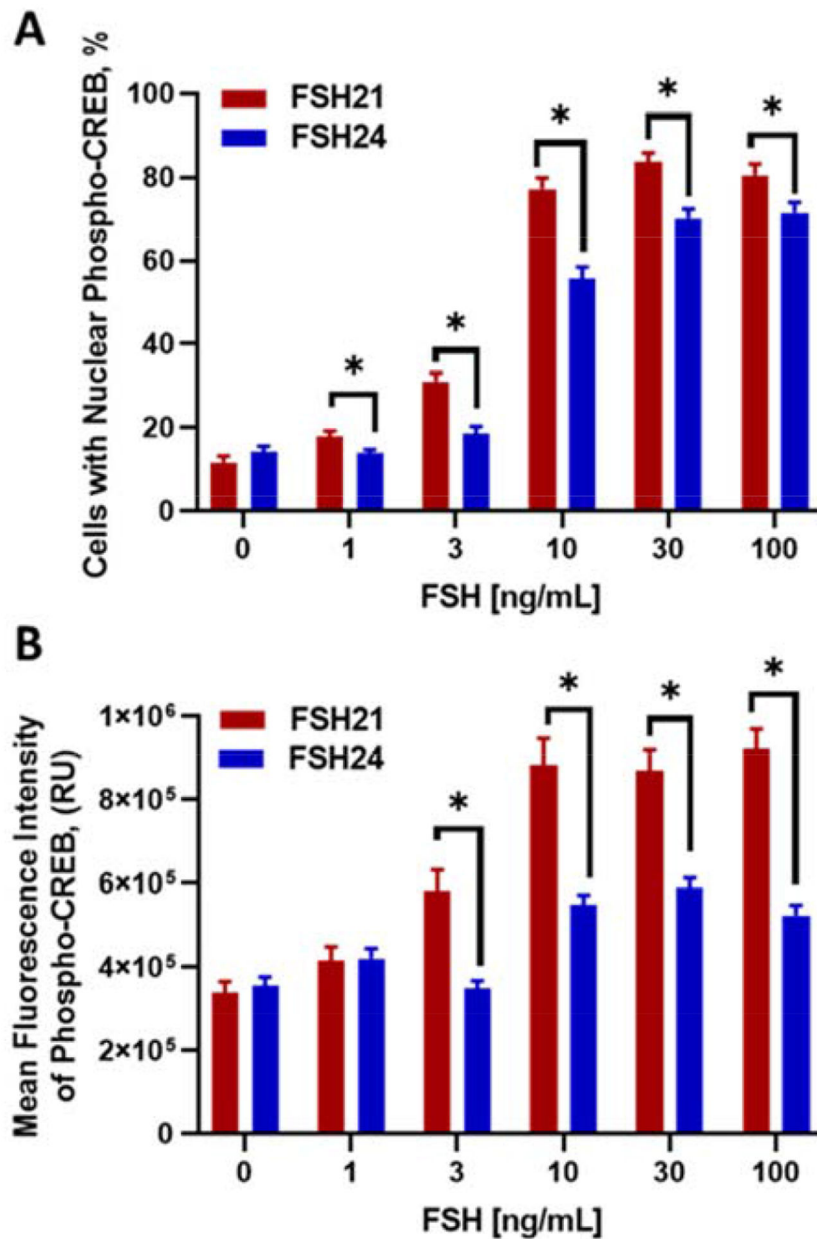 A
Cells with Nuclear Phospho-CREB, %
100
80
60
40
20
0
FSH21
FSH24
*
*
*
*
*
0 1 3 10 30 100
FSH [ng/mL]
B
Mean Fluorescence Intensity
of Phospho-CREB, (RU)
1×10⁶
8×10⁵
6×10⁵
4×10⁵
2×10⁵
0
FSH21
FSH24
*
*
*
*
0 1 3 10 30 100
FSH [ng/mL]